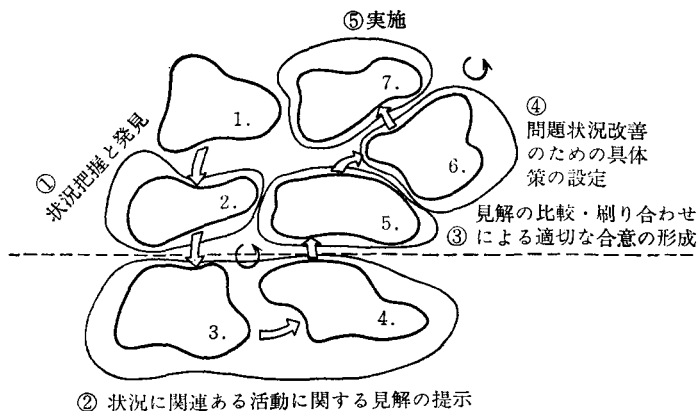 ⑤実施
7.
1.
④
問題状況改善
のための具体
策の設定
6.
①
状況把握と発見
2.
5.
見解の比較・刷り合わせ
③ による適切な合意の形成
3.
4.
② 状況に関連ある活動に関する見解の提示